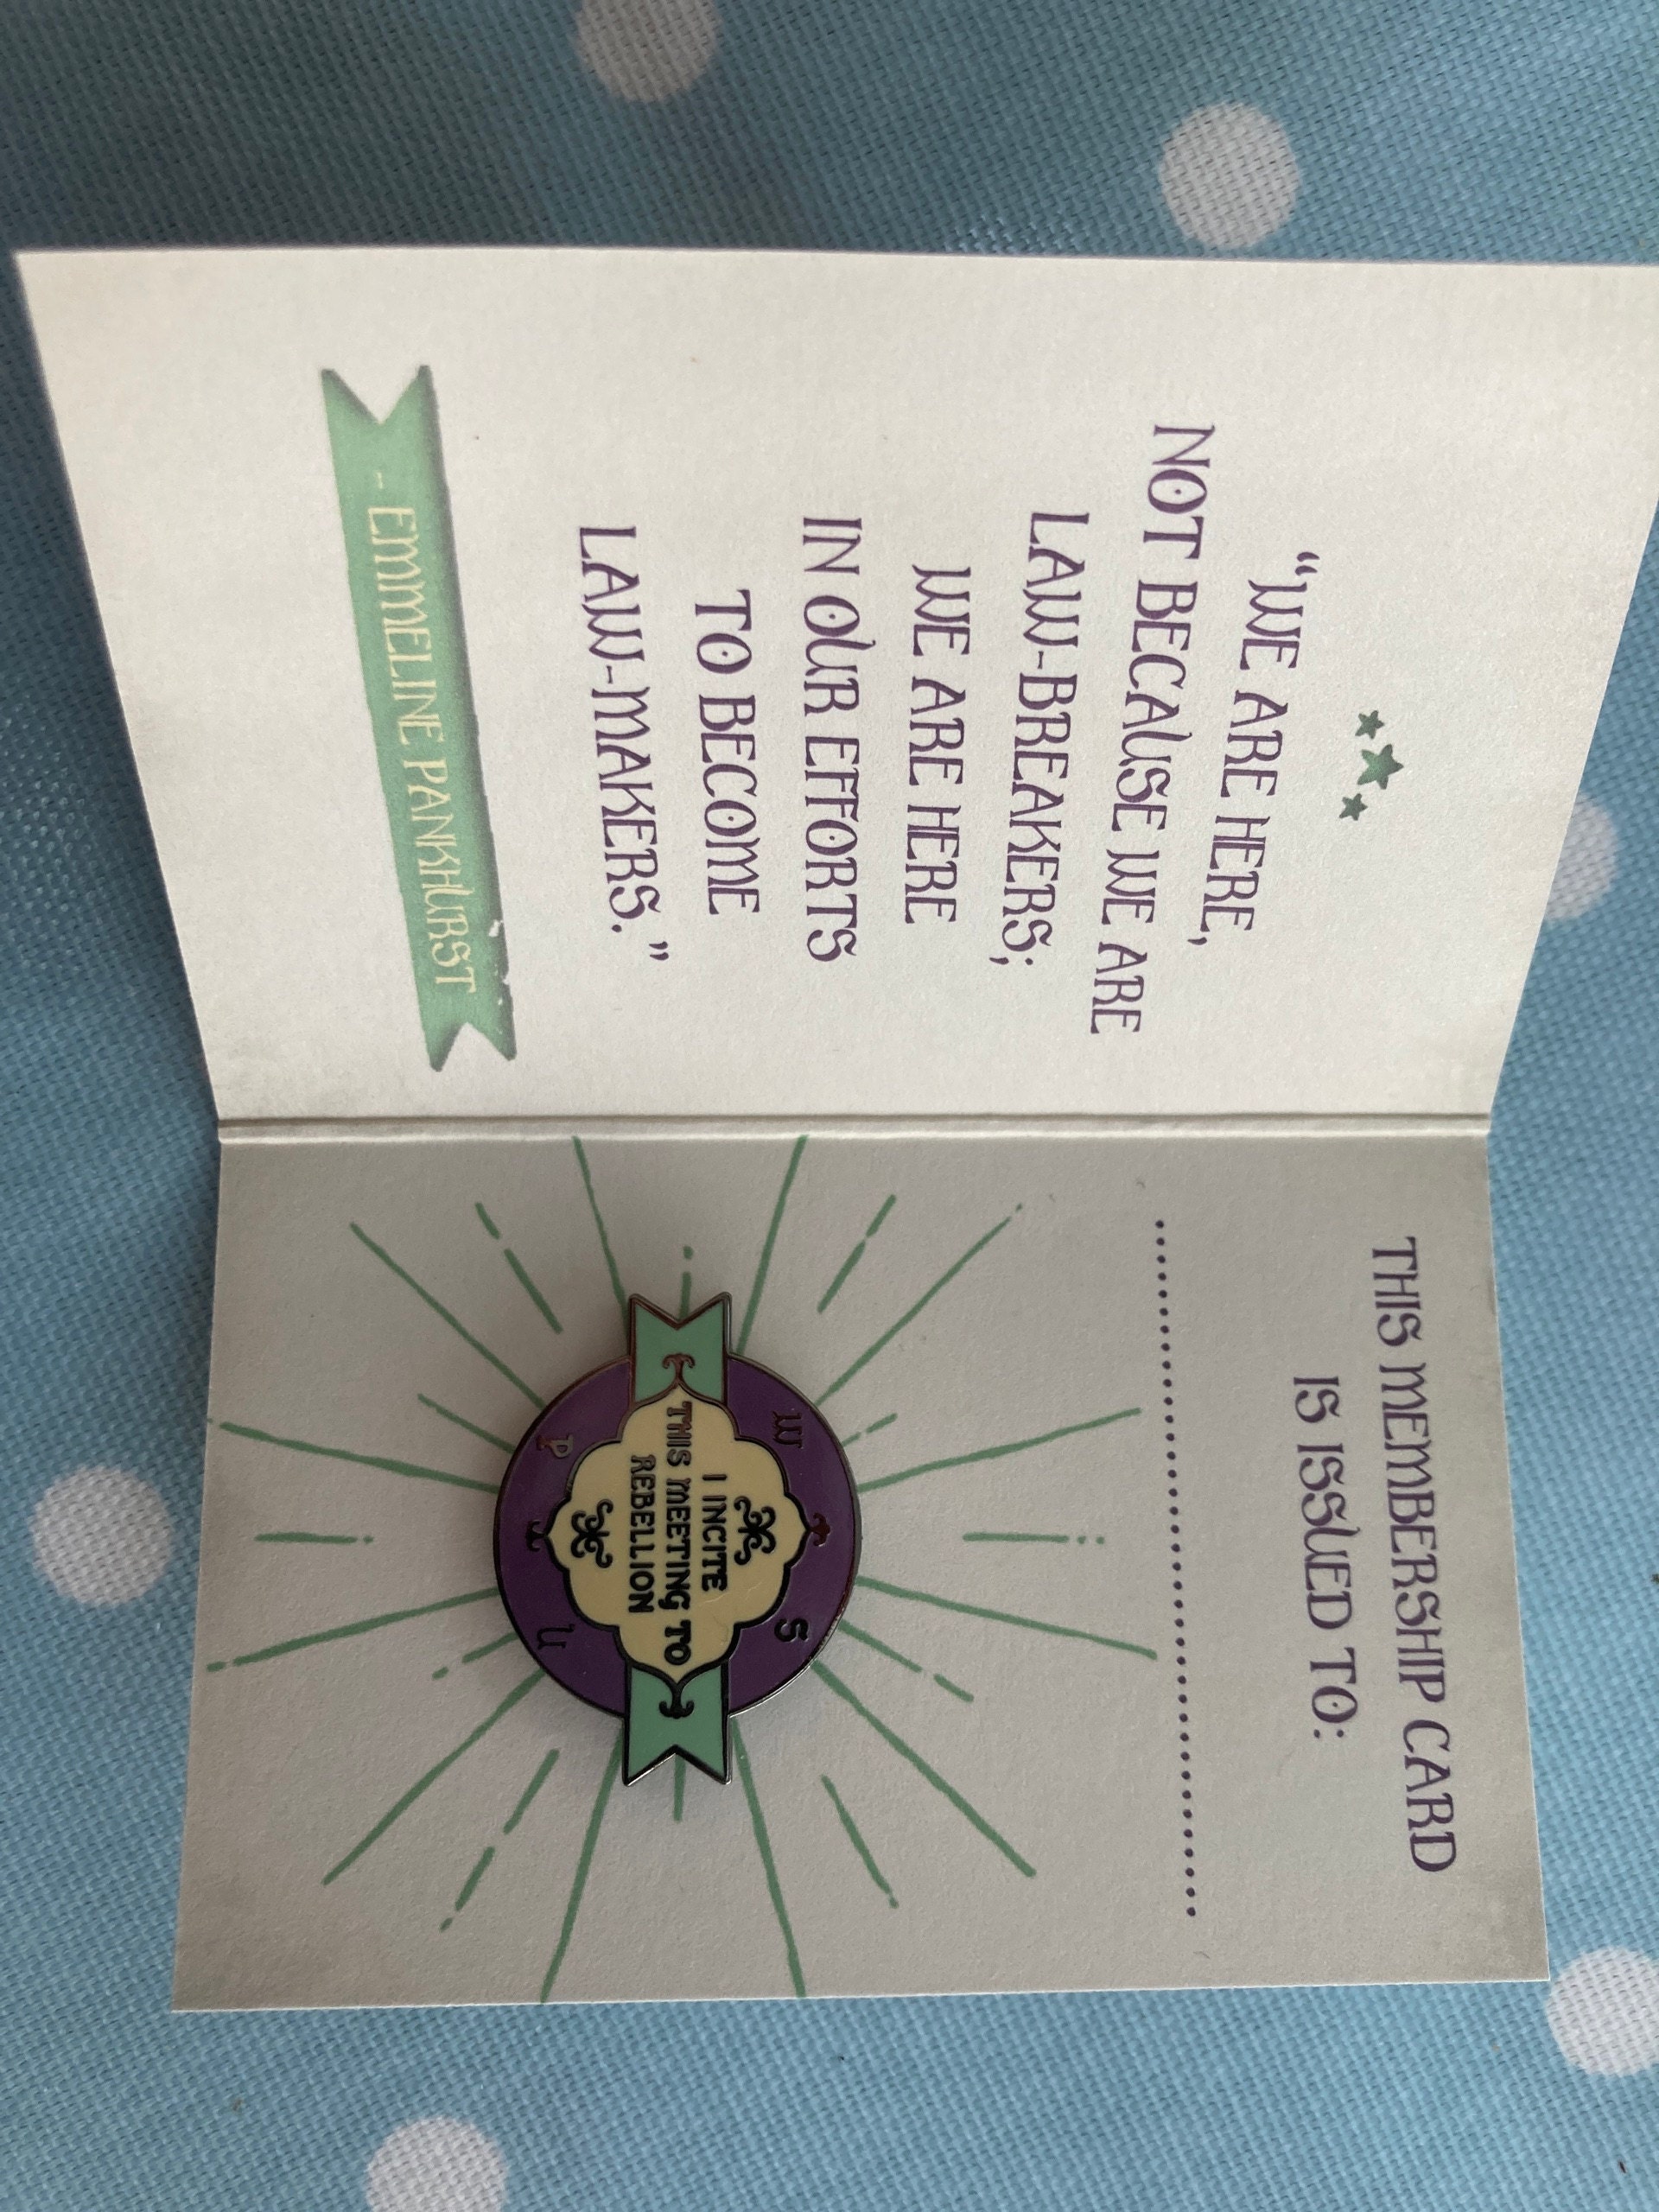 "WE ARE HERE,
NOT BECAUSE WE ARE
LAW-BREAKERS;
WE ARE HERE
IN OUR EFFORTS
TO BECOME
LAW-MAKERS."
- EMMELINE PANKHURST
THIS MEMBERSHIP CARD
IS ISSUED TO:
W S
I INCITE
THIS MEETING TO
REBELLION
P U